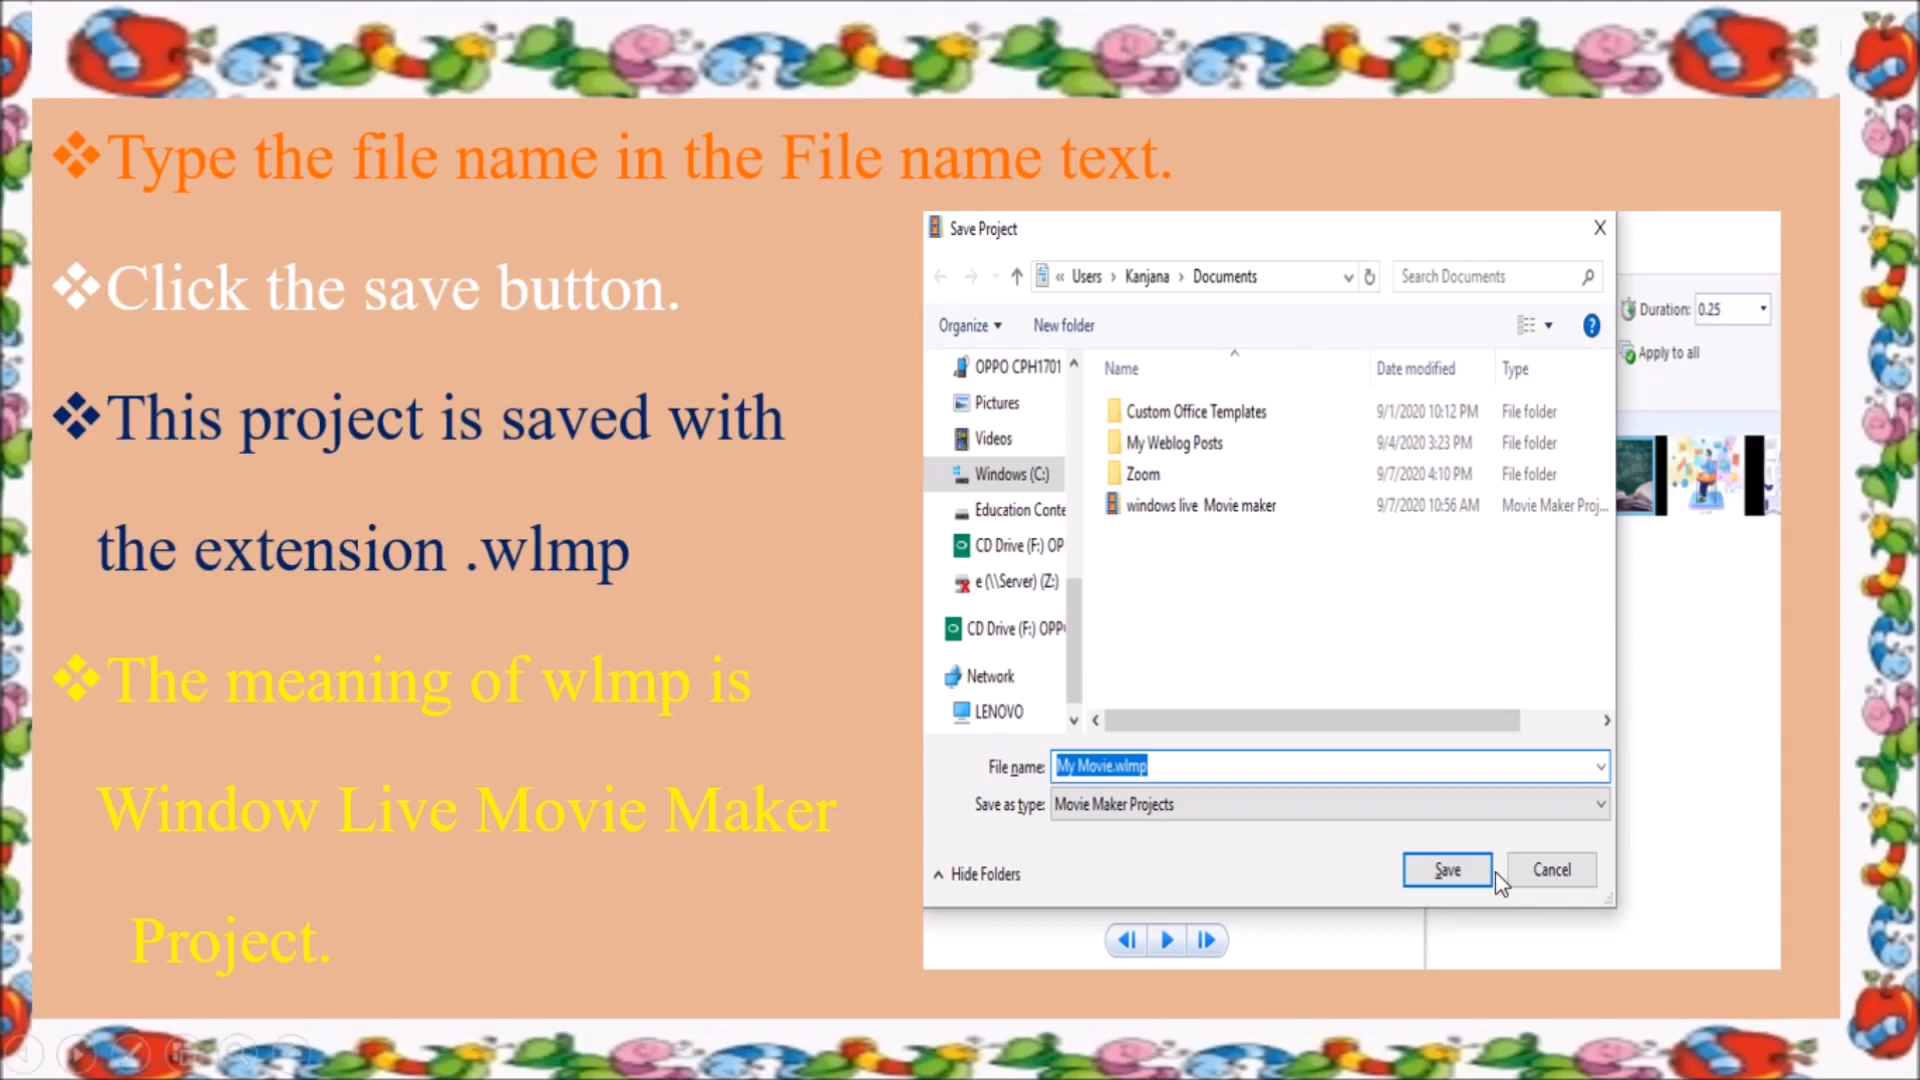 ❖Type the file name in the File name text.
❖Click the save button.
❖This project is saved with
the extension .wlmp
❖The meaning of wlmp is
Window Live Movie Maker
Project.
Save Project
« Users › Kanjana › Documents
Search Documents
Organize
New folder
OPPO CPH1701
Pictures
Videos
Windows (C:)
Education Conte
CD Drive (F:) OP
e (\\Server) (Z:)
CD Drive (F:) OPP
Network
LENOVO
Name Date modified Type
Custom Office Templates 9/1/2020 10:12 PM File folder
My Weblog Posts 9/4/2020 3:23 PM File folder
Zoom 9/7/2020 4:10 PM File folder
windows live Movie maker 9/7/2020 10:56 AM Movie Maker Proj...
File name: My Movie.wlmp
Save as type: Movie Maker Projects
Hide Folders
Save
Cancel
Duration: 0.25
Apply to all